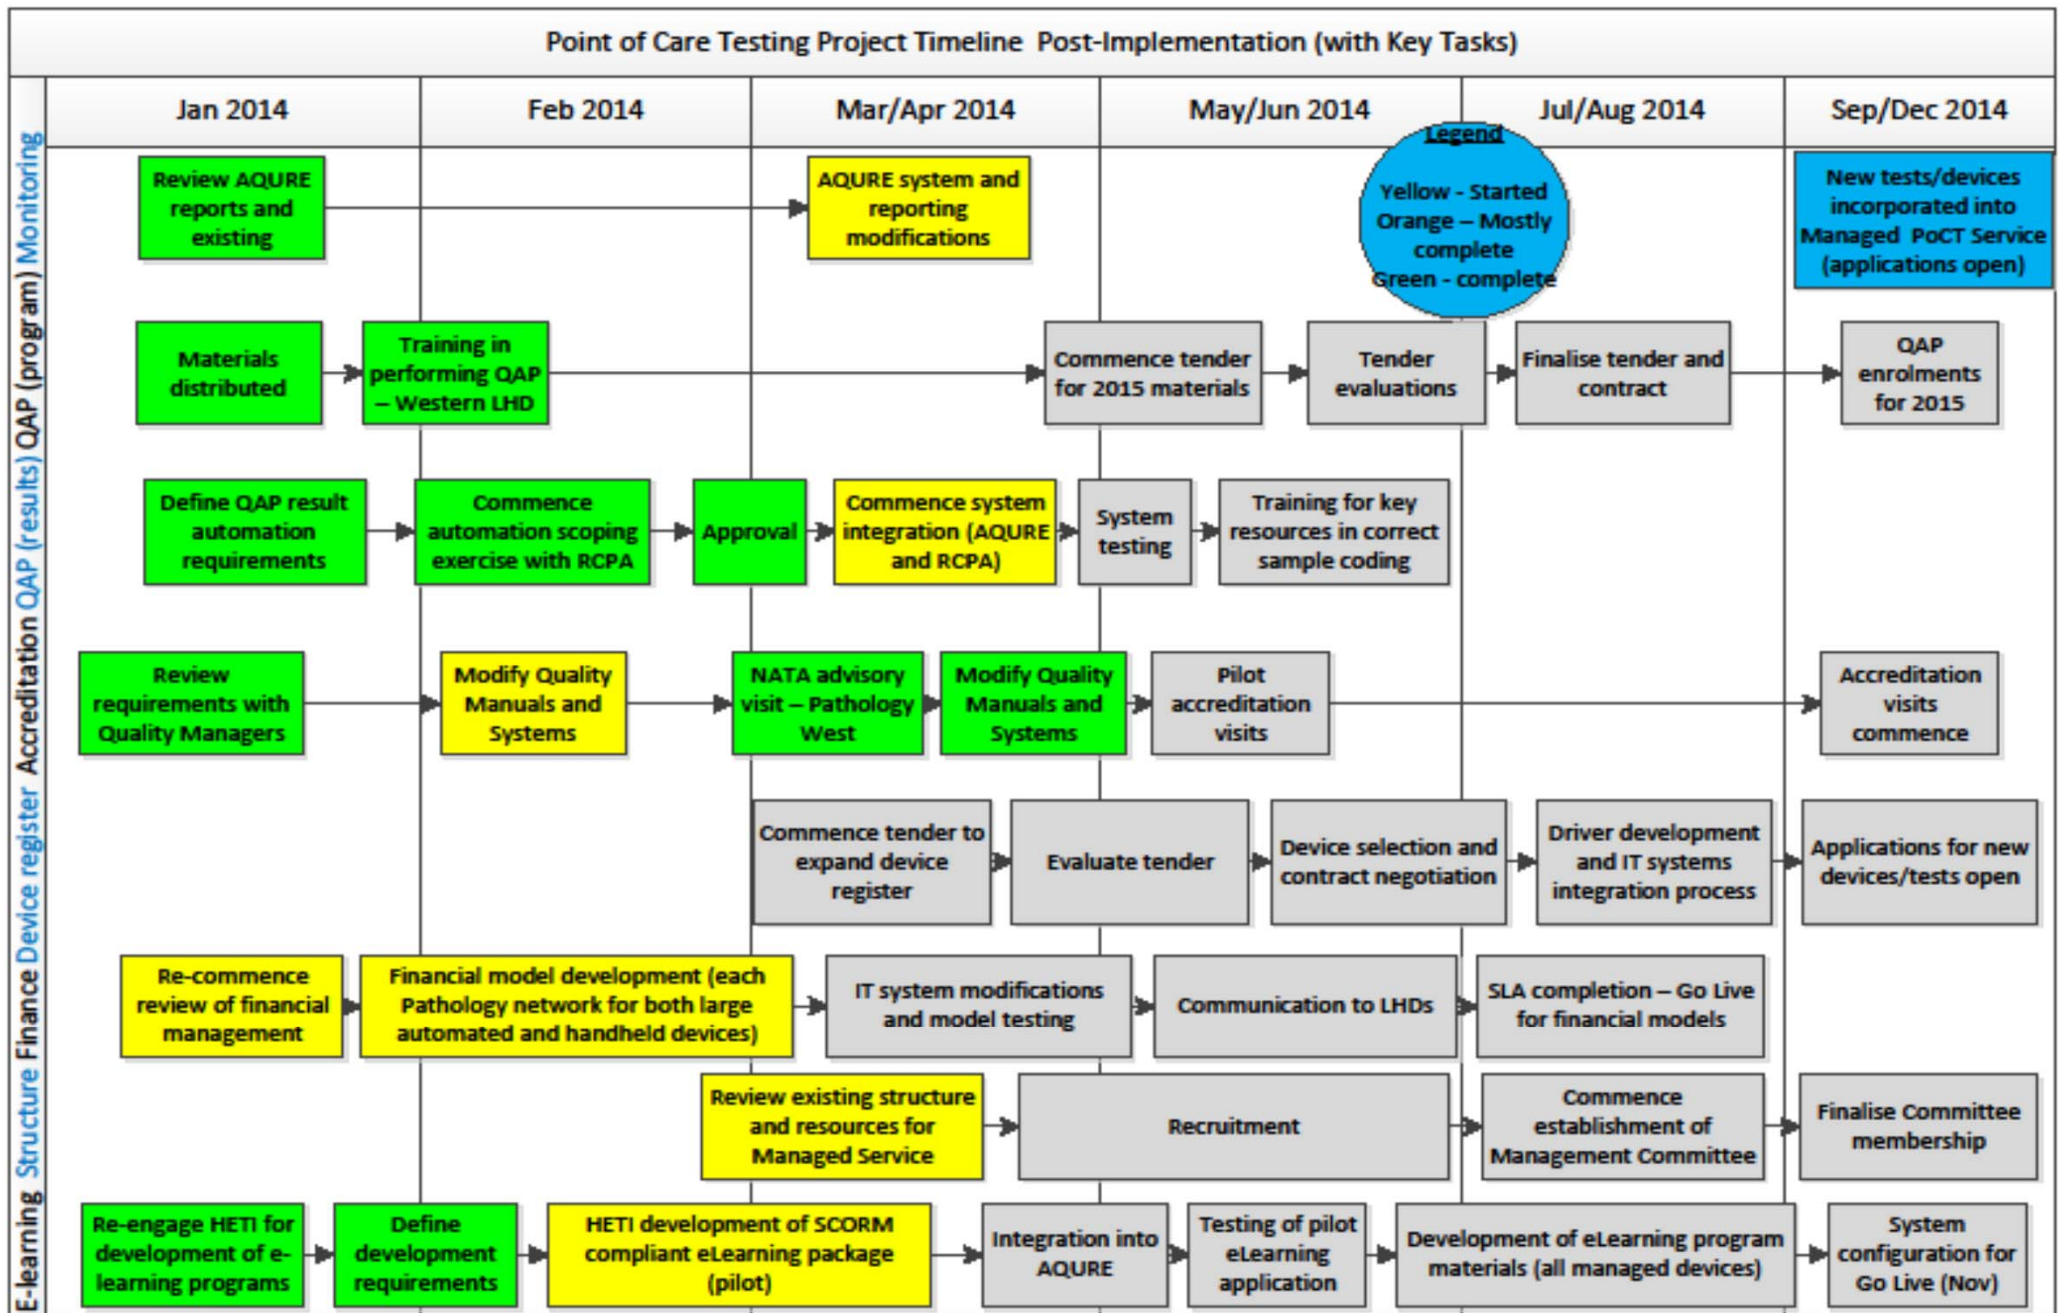 Point of Care Testing Project Timeline Post-Implementation (with Key Tasks)
Jan 2014
Feb 2014
Mar/Apr 2014
May/Jun 2014
Jul/Aug 2014
Sep/Dec 2014
E-learning Structure Finance Device register Accreditation QAP (results) QAP (program) Monitoring
Review AQURE
reports and
existing
AQURE system and
reporting
modifications
Legend
Yellow - Started
Orange – Mostly
complete
Green - complete
New tests/devices
incorporated into
Managed PoCT Service
(applications open)
Materials
distributed
Training in
performing QAP
– Western LHD
Commence tender
for 2015 materials
Tender
evaluations
Finalise tender and
contract
QAP
enrolments
for 2015
Define QAP result
automation
requirements
Commence
automation scoping
exercise with RCPA
Approval
Commence system
integration (AQURE
and RCPA)
System
testing
Training for key
resources in correct
sample coding
Review
requirements with
Quality Managers
Modify Quality
Manuals and
Systems
NATA advisory
visit – Pathology
West
Modify Quality
Manuals and
Systems
Pilot
accreditation
visits
Accreditation
visits
commence
Commence tender to
expand device
register
Evaluate tender
Device selection and
contract negotiation
Driver development
and IT systems
integration process
Applications for new
devices/tests open
Re-commence
review of financial
management
Financial model development (each
Pathology network for both large
automated and handheld devices)
IT system modifications
and model testing
Communication to LHDs
SLA completion – Go Live
for financial models
Review existing structure
and resources for
Managed Service
Recruitment
Commence
establishment of
Management Committee
Finalise Committee
membership
Re-engage HETI for
development of e-
learning programs
Define
development
requirements
HETI development of SCORM
compliant eLearning package
(pilot)
Integration into
AQURE
Testing of pilot
eLearning
application
Development of eLearning program
materials (all managed devices)
System
configuration for
Go Live (Nov)